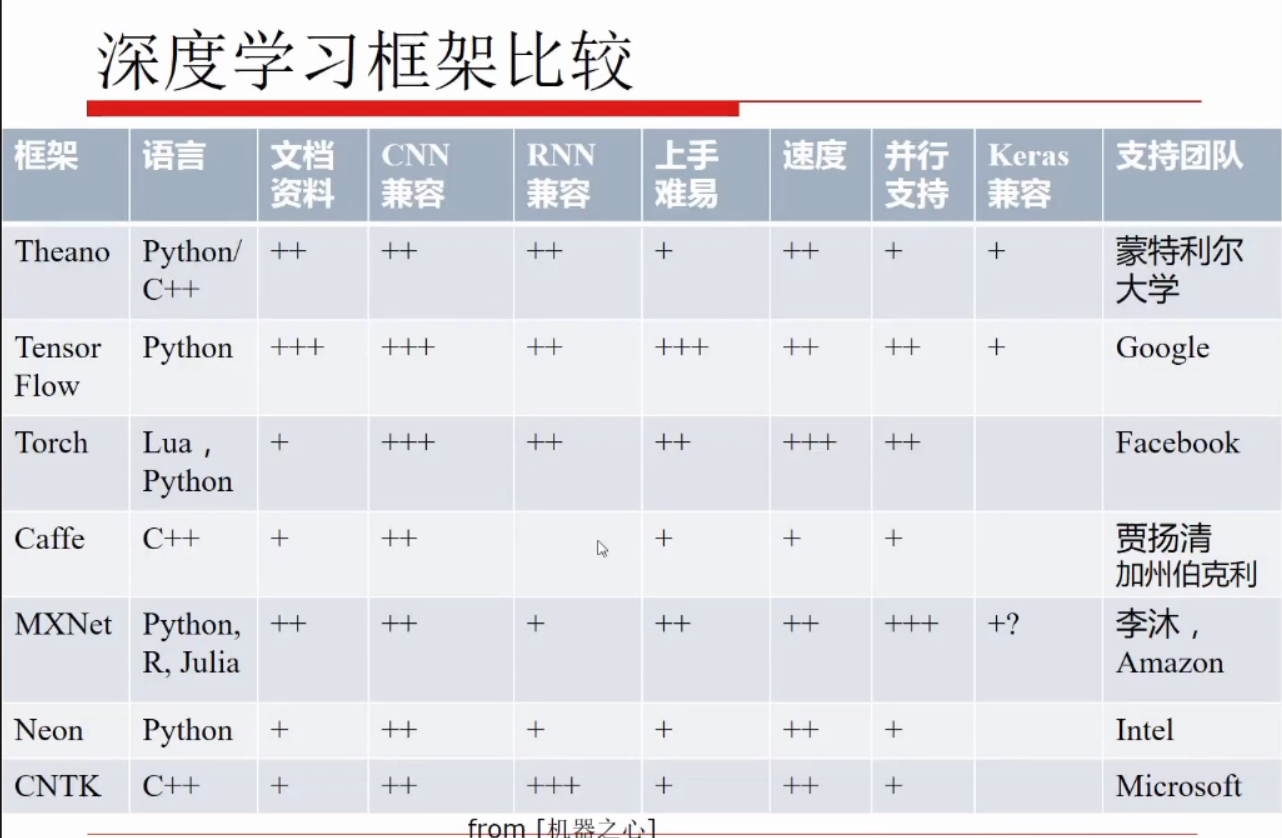 深度学习框架比较
框架 语言 文档资料 CNN兼容 RNN兼容 上手难易 速度 并行支持 Keras兼容 支持团队
Theano Python/C++ ++ ++ ++ + ++ + + 蒙特利尔大学
Tensor Flow Python +++ +++ ++ +++ ++ ++ + Google
Torch Lua，Python + +++ ++ ++ +++ ++ Facebook
Caffe C++ + ++ + + + 贾扬清 加州伯克利
MXNet Python, R, Julia ++ ++ + ++ ++ +++ +? 李沐，Amazon
Neon Python + ++ + + ++ + Intel
CNTK C++ + ++ +++ + ++ + Microsoft
from [机器之心]